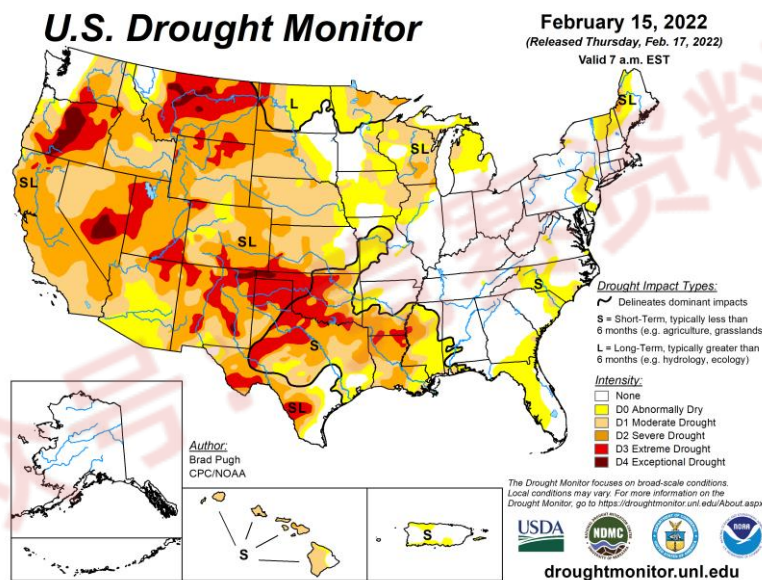 U.S. Drought Monitor
February 15, 2022
(Released Thursday, Feb. 17, 2022)
Valid 7 a.m. EST
L
SL
SL
SL
SL
S
S
SL
Drought Impact Types:
Delineates dominant impacts
S = Short-Term, typically less than
6 months (e.g. agriculture, grasslands
L = Long-Term, typically greater than
6 months (e.g. hydrology, ecology)
Intensity:
None
D0 Abnormally Dry
D1 Moderate Drought
D2 Severe Drought
D3 Extreme Drought
D4 Exceptional Drought
Author:
Brad Pugh
CPC/NOAA
S
S
The Drought Monitor focuses on broad-scale conditions.
Local conditions may vary. For more information on the
Drought Monitor, go to https://droughtmonitor.unl.edu/About.aspx
USDA
NDMC
NOAA
droughtmonitor.unl.edu